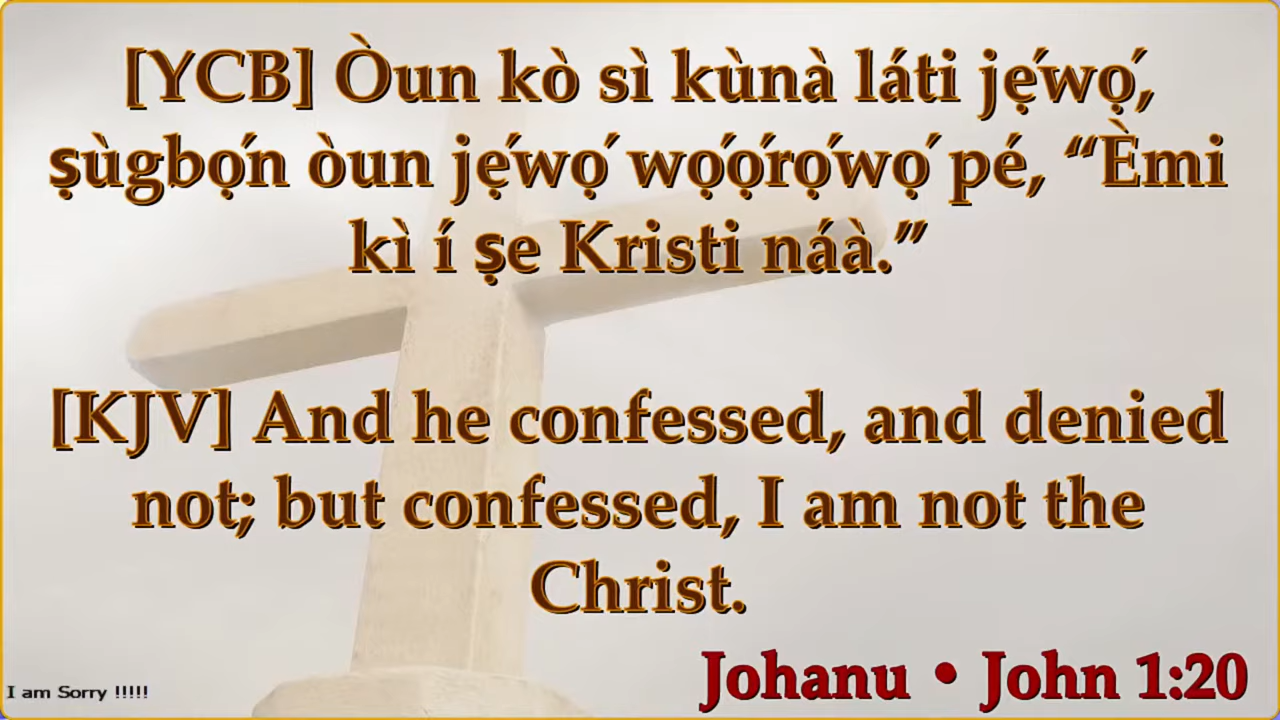 [YCB] Òun kò sì kùnà láti jẹ́wọ́,
ṣùgbọ́n òun jẹ́wọ́ wọ́ọ́rọ́wọ́ pé, “Èmi
kì í ṣe Kristi náà.”
[KJV] And he confessed, and denied
not; but confessed, I am not the
Christ.
Johanu • John 1:20
I am Sorry !!!!!